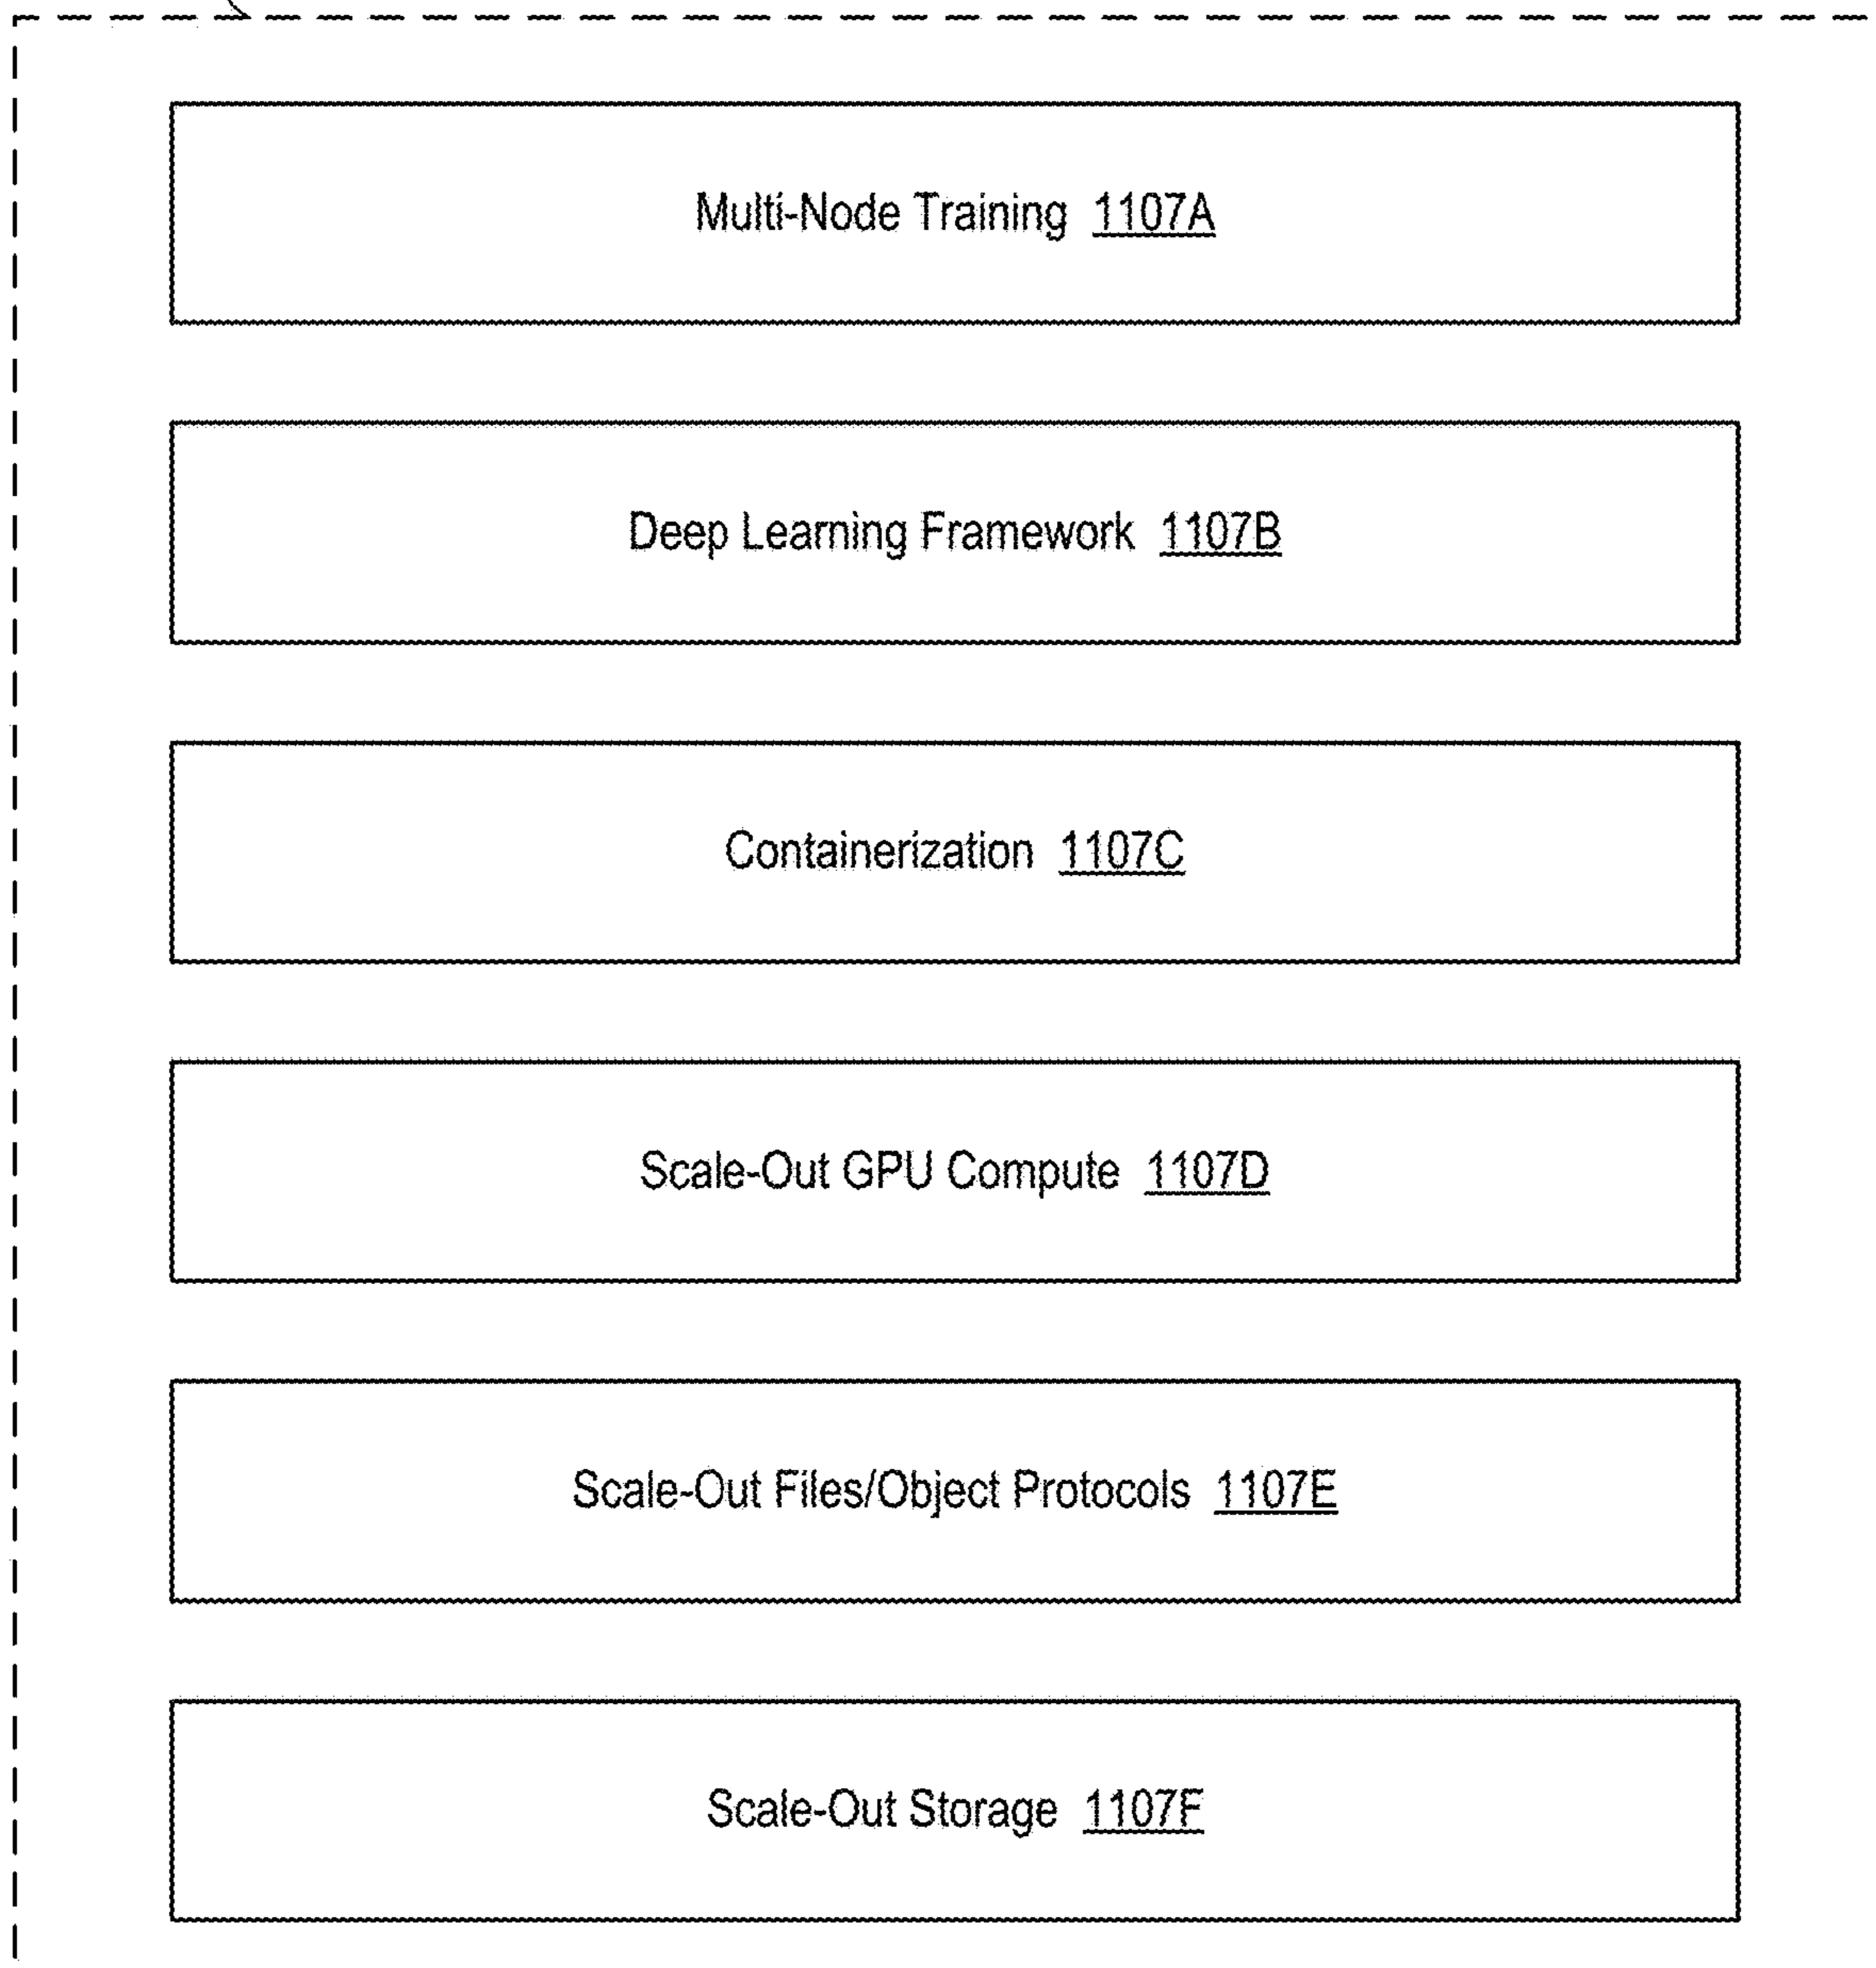 Multi-Node Training 1107A
Deep Learning Framework 1107B
Containerization 1107C
Scale-Out GPU Compute 1107D
Scale-Out Files/Object Protocols 1107E
Scale-Out Storage 1107F